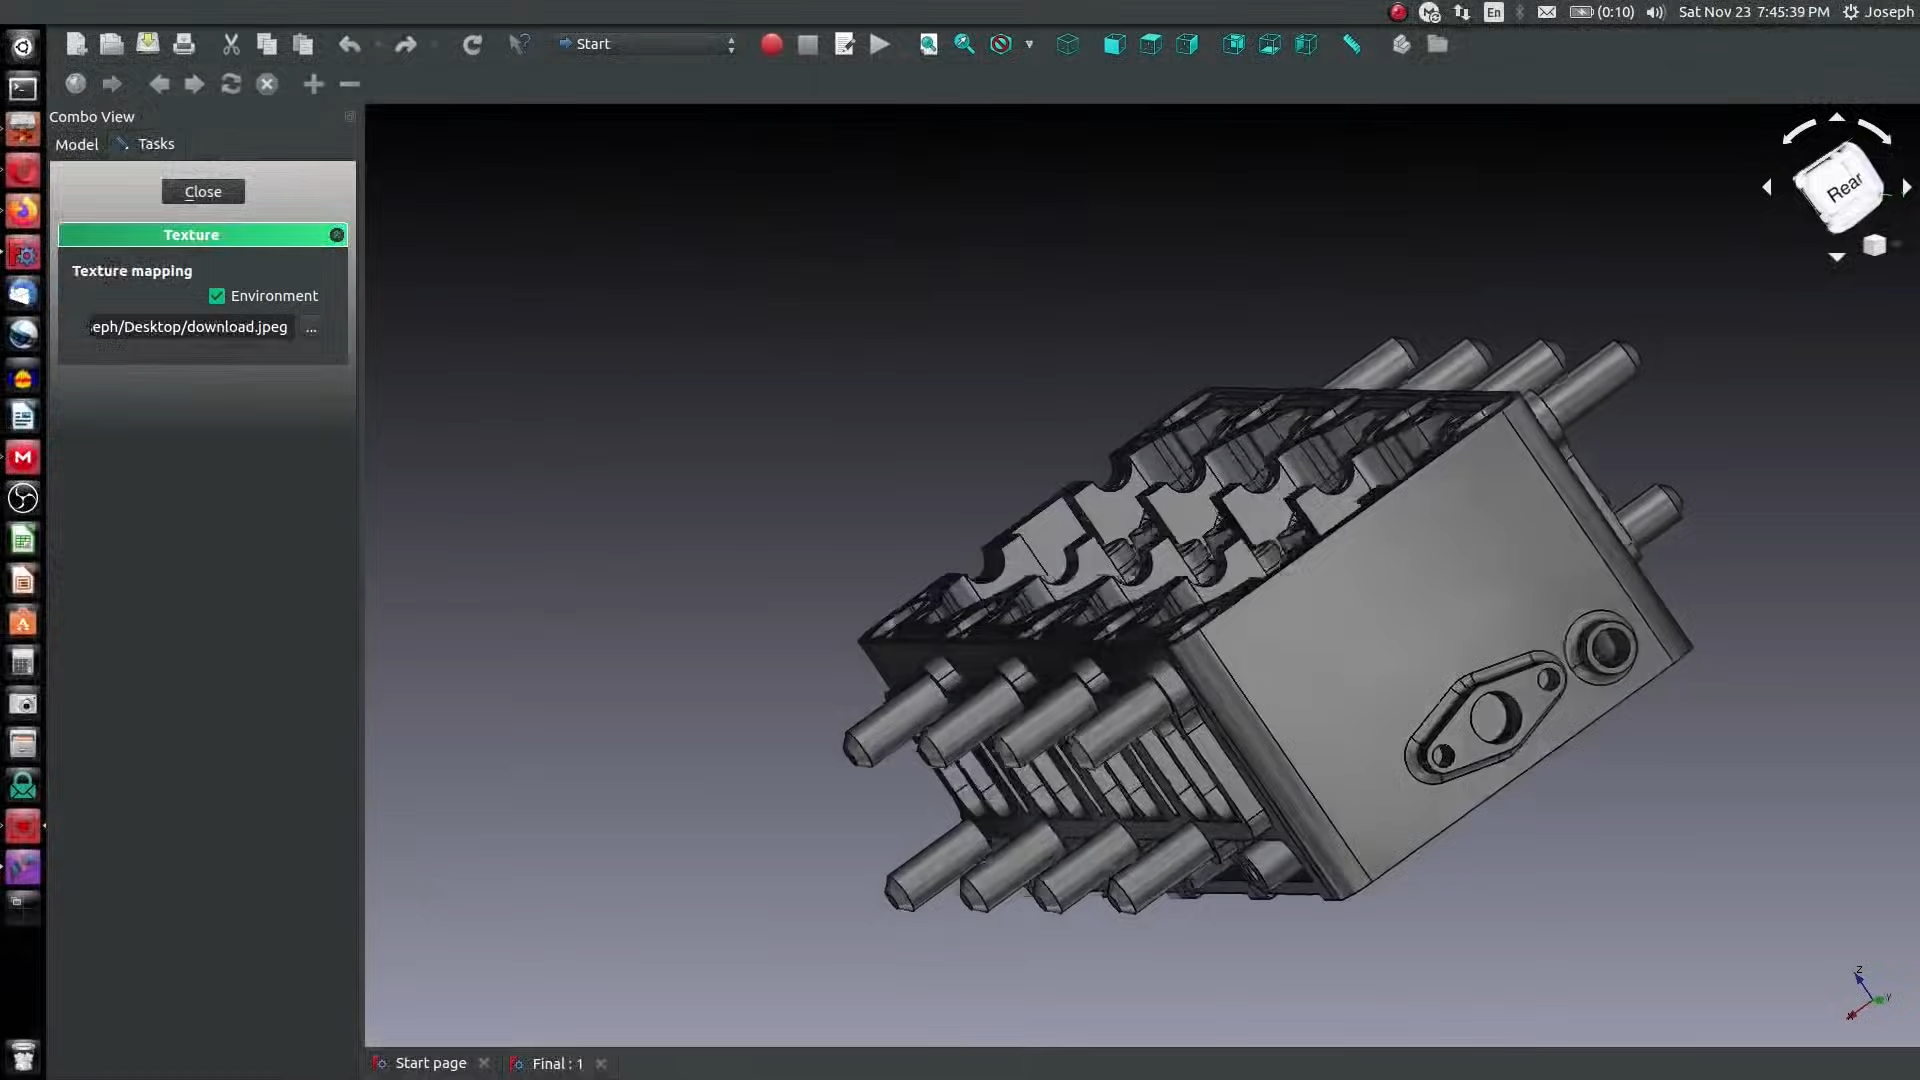 En
(0:10)
Sat Nov 23 7:45:39 PM
Joseph
Start
Combo View
Model
Tasks
Close
Texture
Texture mapping
Environment
eph/Desktop/download.jpeg
...
Rear
Z
Y
Start page
Final : 1